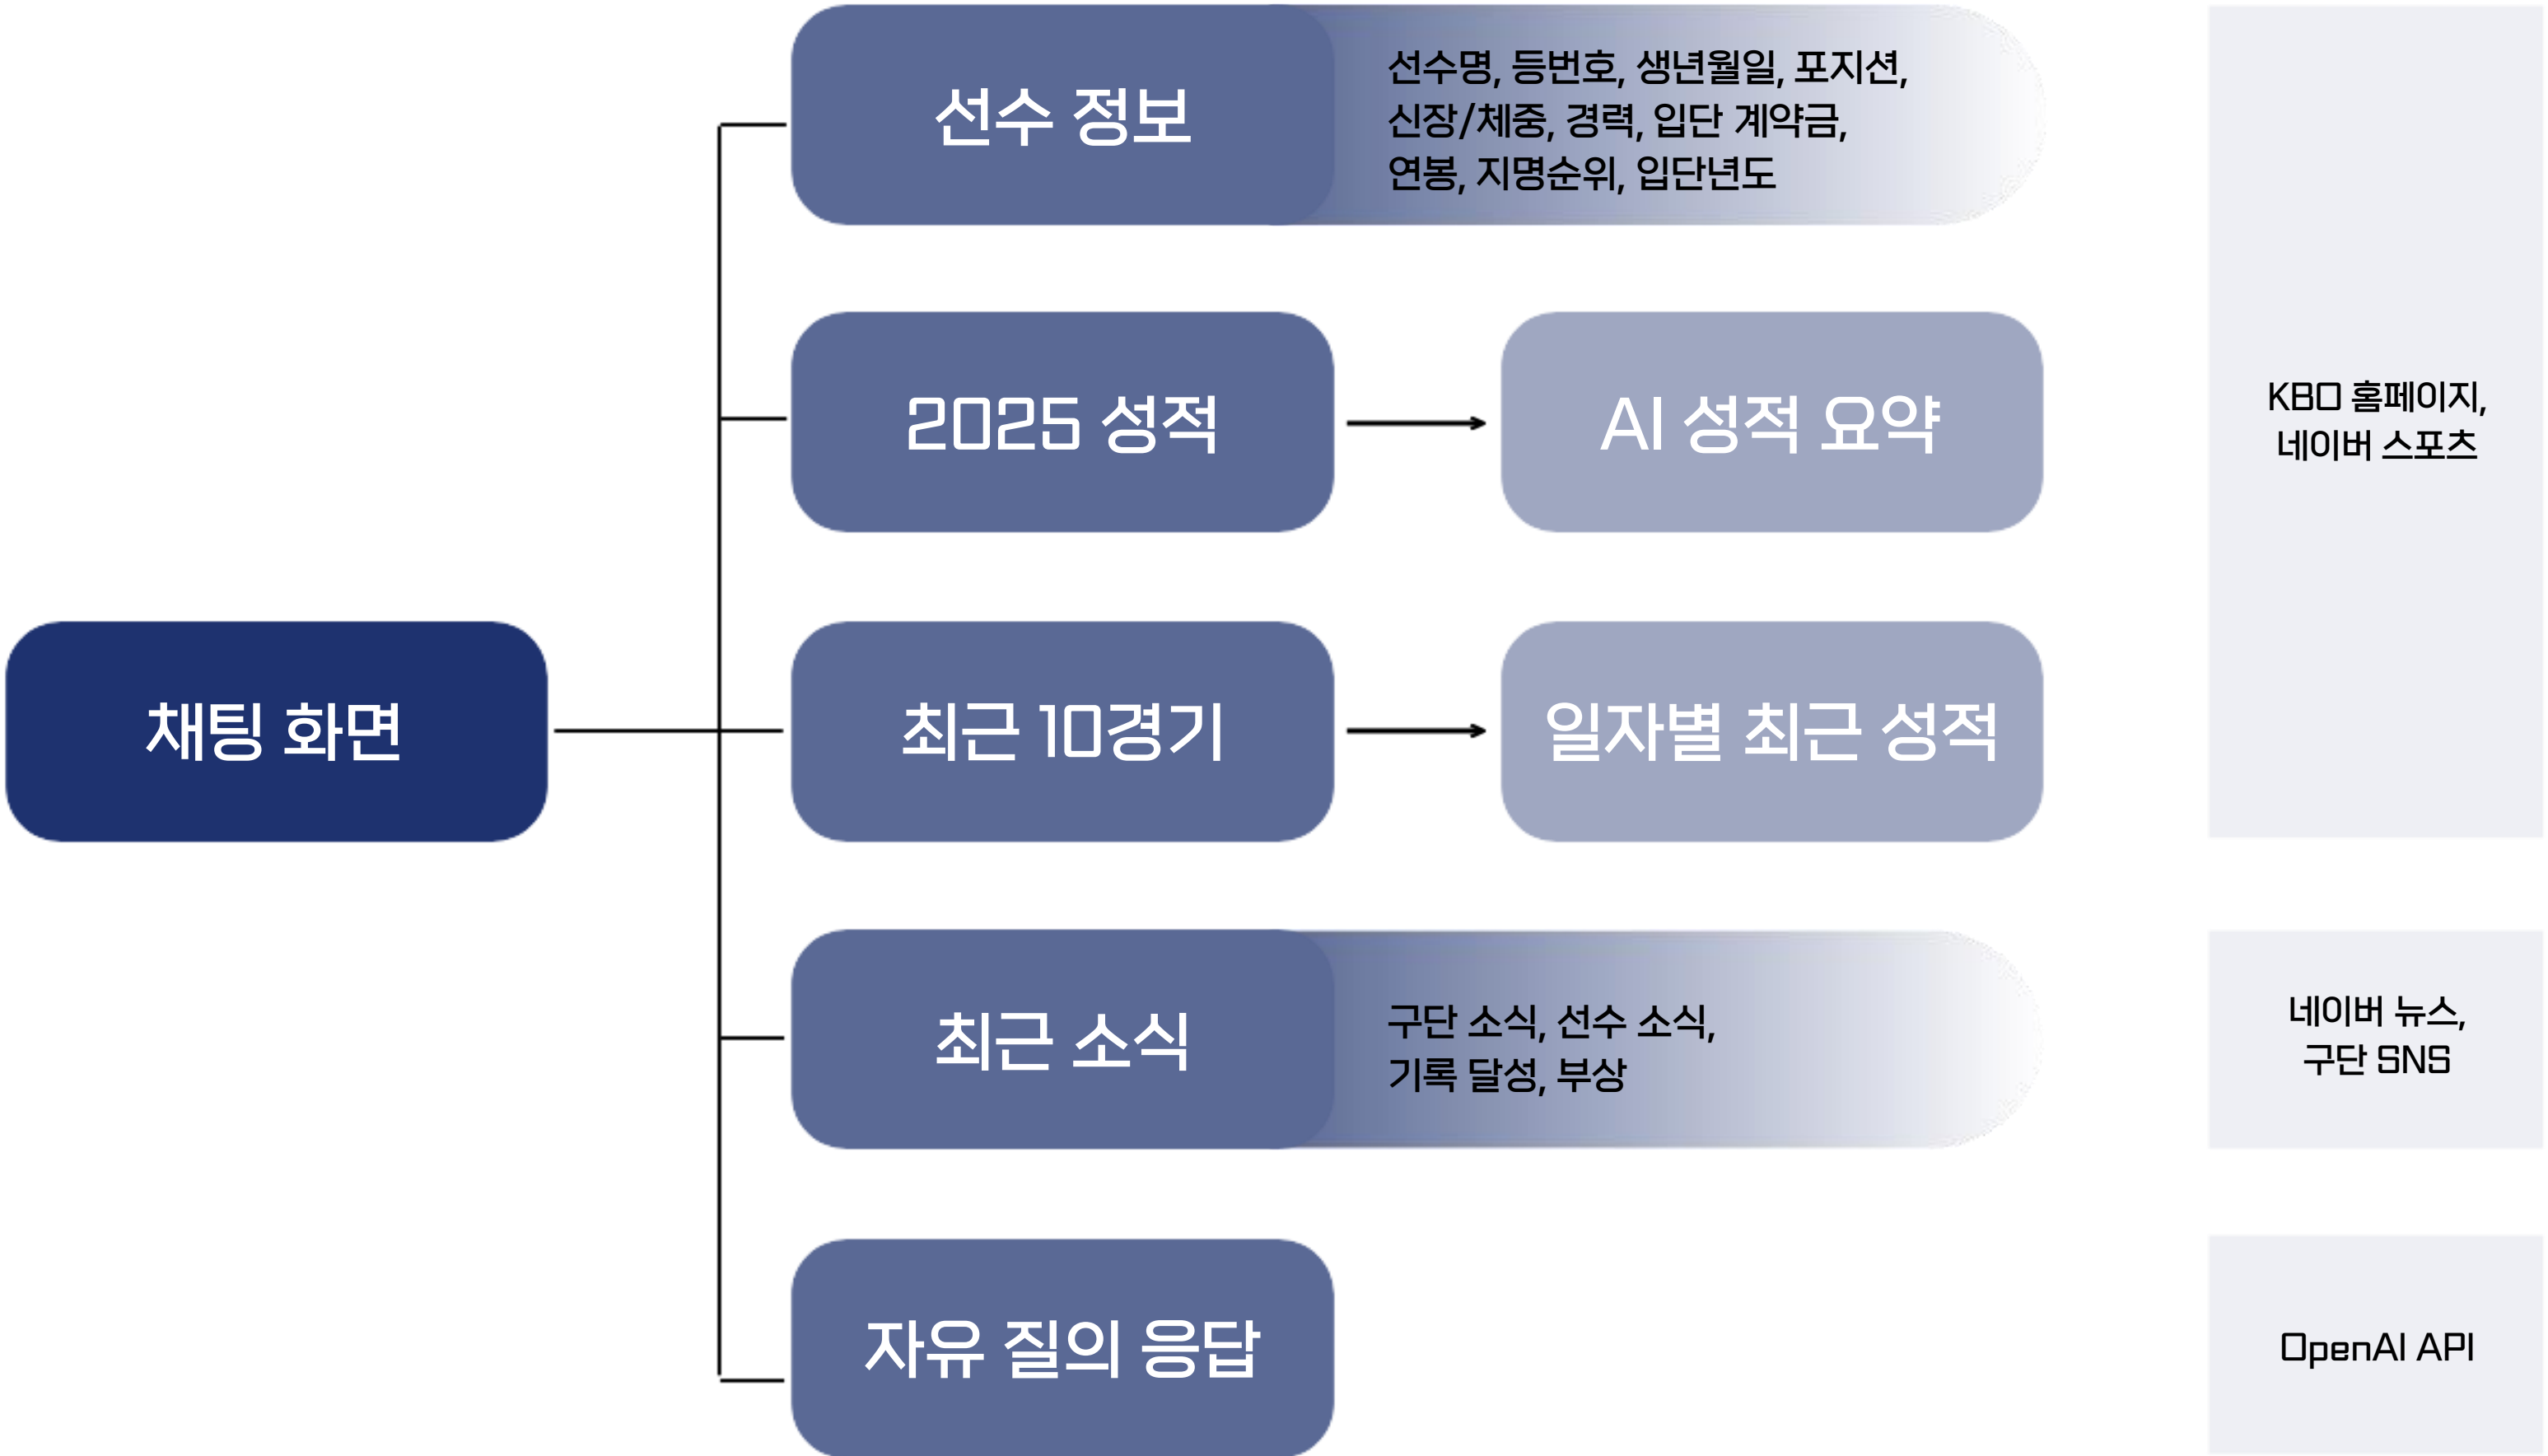 선수 정보
선수명, 등번호, 생년월일, 포지션,
신장/체중, 경력, 입단 계약금,
연봉, 지명순위, 입단년도
2025 성적
AI 성적 요약
KBO 홈페이지,
네이버 스포츠
채팅 화면
최근 10경기
일자별 최근 성적
최근 소식
구단 소식, 선수 소식,
기록 달성, 부상
네이버 뉴스,
구단 SNS
자유 질의 응답
OpenAI API